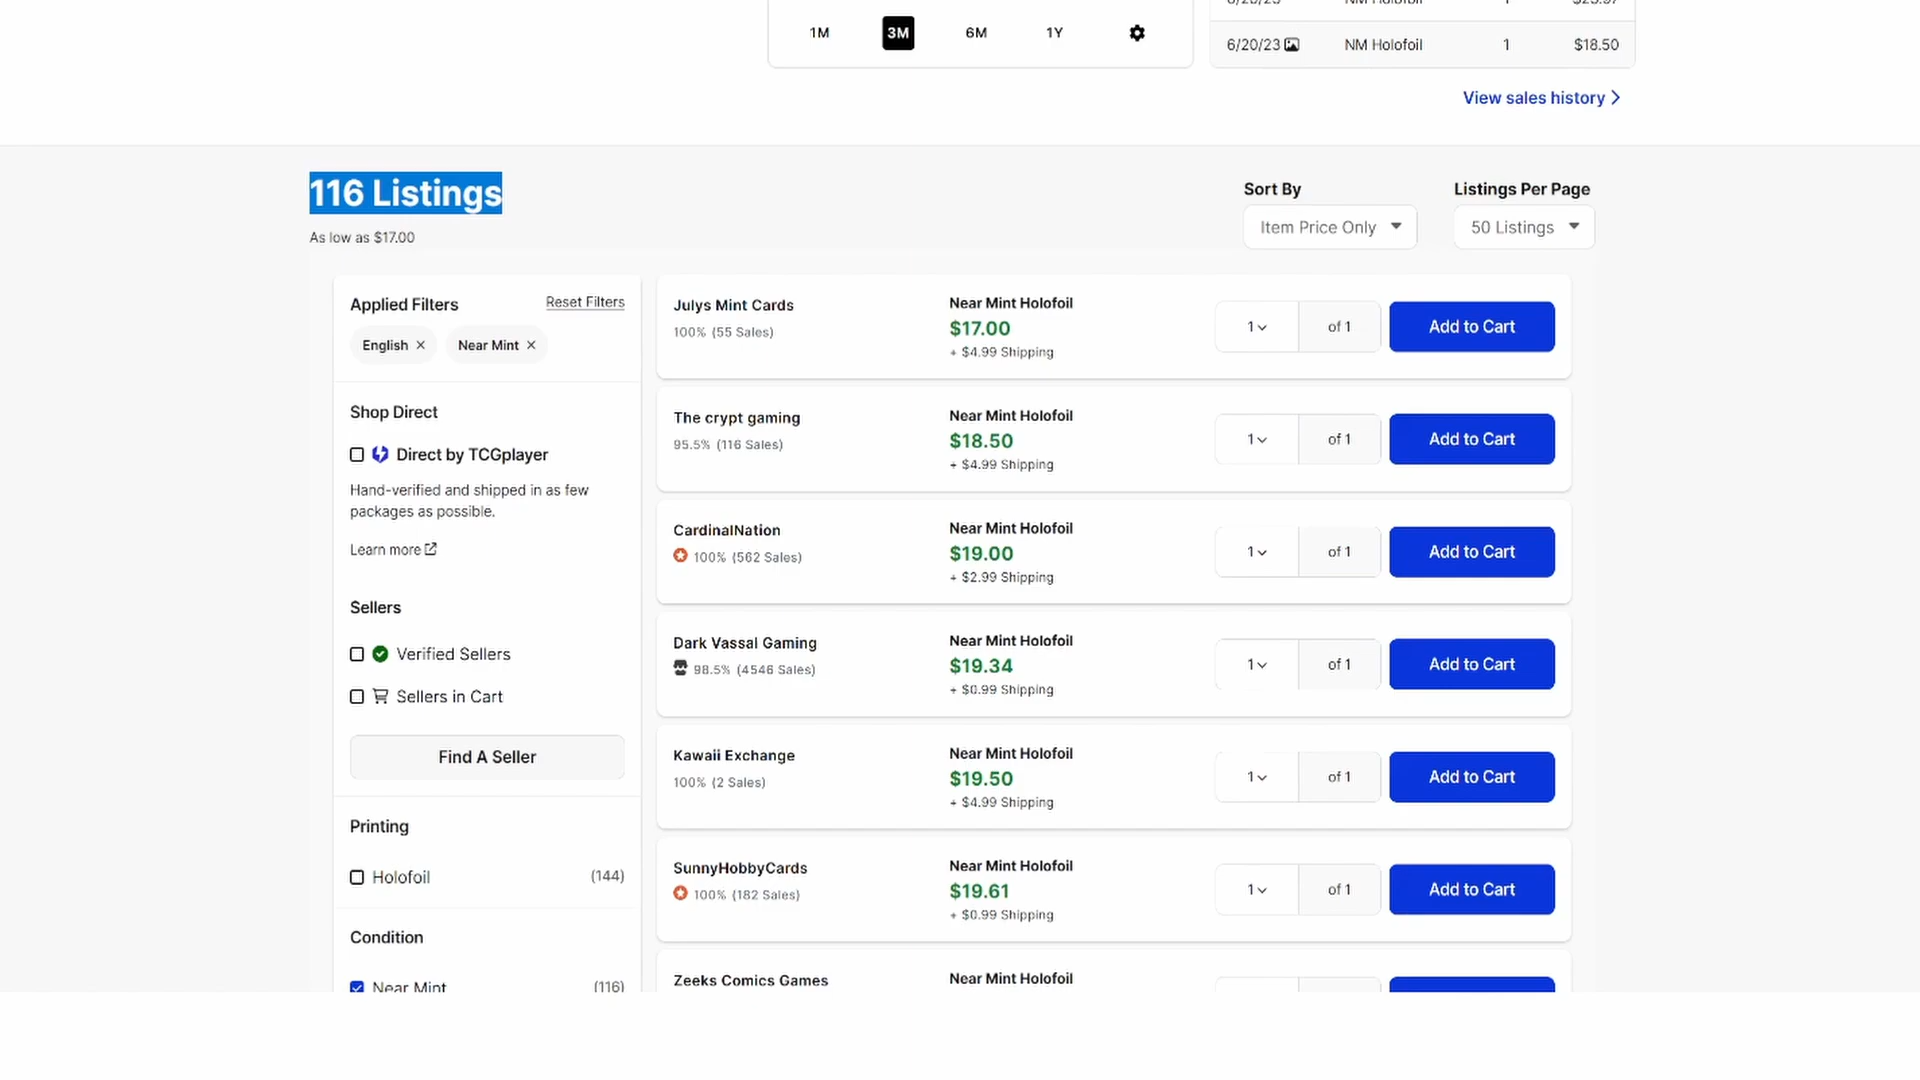 6/20/23 NM Holofoil 1 $18.50
1M 3M 6M 1Y
View sales history
116 Listings
As low as $17.00
Sort By
Item Price Only
Listings Per Page
50 Listings
Applied Filters
Reset Filters
English × Near Mint ×
Shop Direct
Direct by TCGplayer
Hand-verified and shipped in as few
packages as possible.
Learn more
Sellers
Verified Sellers
Sellers in Cart
Find A Seller
Printing
Holofoil (144)
Condition
Near Mint (116)
Julys Mint Cards
100% (55 Sales)
Near Mint Holofoil
$17.00
+ $4.99 Shipping
1 of 1
Add to Cart
The crypt gaming
95.5% (116 Sales)
Near Mint Holofoil
$18.50
+ $4.99 Shipping
1 of 1
Add to Cart
CardinalNation
100% (562 Sales)
Near Mint Holofoil
$19.00
+ $2.99 Shipping
1 of 1
Add to Cart
Dark Vassal Gaming
98.5% (4546 Sales)
Near Mint Holofoil
$19.34
+ $0.99 Shipping
1 of 1
Add to Cart
Kawaii Exchange
100% (2 Sales)
Near Mint Holofoil
$19.50
+ $4.99 Shipping
1 of 1
Add to Cart
SunnyHobbyCards
100% (182 Sales)
Near Mint Holofoil
$19.61
+ $0.99 Shipping
1 of 1
Add to Cart
Zeeks Comics Games
Near Mint Holofoil